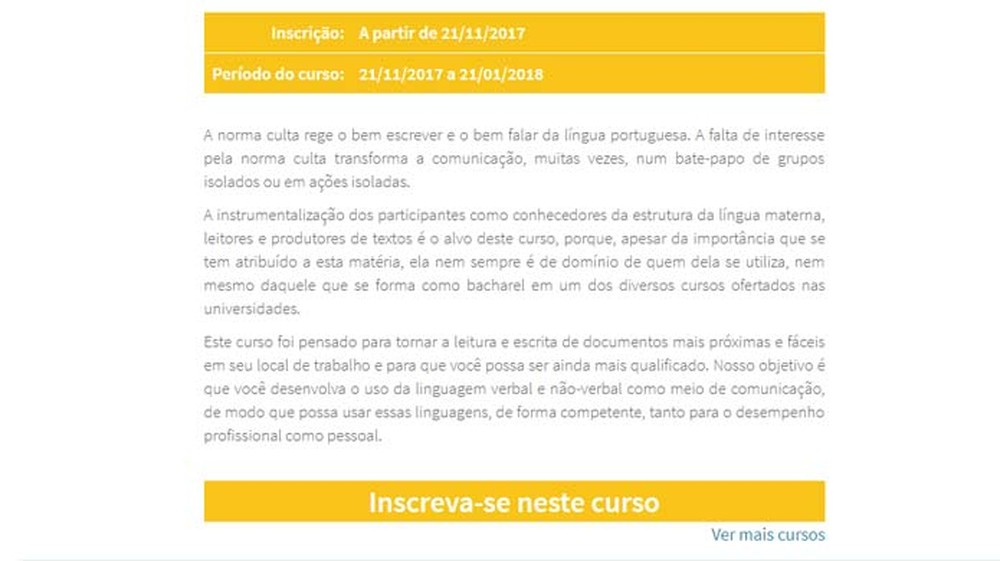 Inscrição: A partir de 21/11/2017
Período do curso: 21/11/2017 a 21/01/2018
A norma culta rege o bem escrever e o bem falar da língua portuguesa. A falta de interesse
pela norma culta transforma a comunicação, muitas vezes, num bate-papo de grupos
isolados ou em ações isoladas.
A instrumentalização dos participantes como conhecedores da estrutura da língua materna,
leitores e produtores de textos é o alvo deste curso, porque, apesar da importância que se
tem atribuído a esta matéria, ela nem sempre é de domínio de quem dela se utiliza, nem
mesmo daquele que se forma como bacharel em um dos diversos cursos ofertados nas
universidades.
Este curso foi pensado para tornar a leitura e escrita de documentos mais próximas e fáceis
em seu local de trabalho e para que você possa ser ainda mais qualificado. Nosso objetivo é
que você desenvolva o uso da linguagem verbal e não-verbal como meio de comunicação,
de modo que possa usar essas linguagens, de forma competente, tanto para o desempenho
profissional como pessoal.
Inscreva-se neste curso
Ver mais cursos